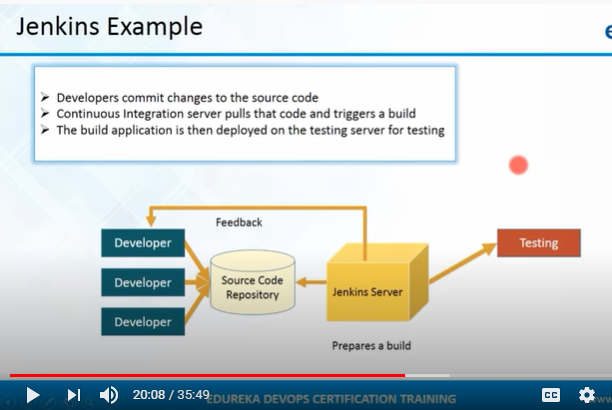 Jenkins Example
Developers commit changes to the source code
Continuous Integration server pulls that code and triggers a build
The build application is then deployed on the testing server for testing
Feedback
Developer
Testing
Developer
Source Code
Repository
Jenkins Server
Developer
Prepares a build
20:08 / 35:49
EDUREKA DEVOPS CERTIFICATION TRAINING
CC